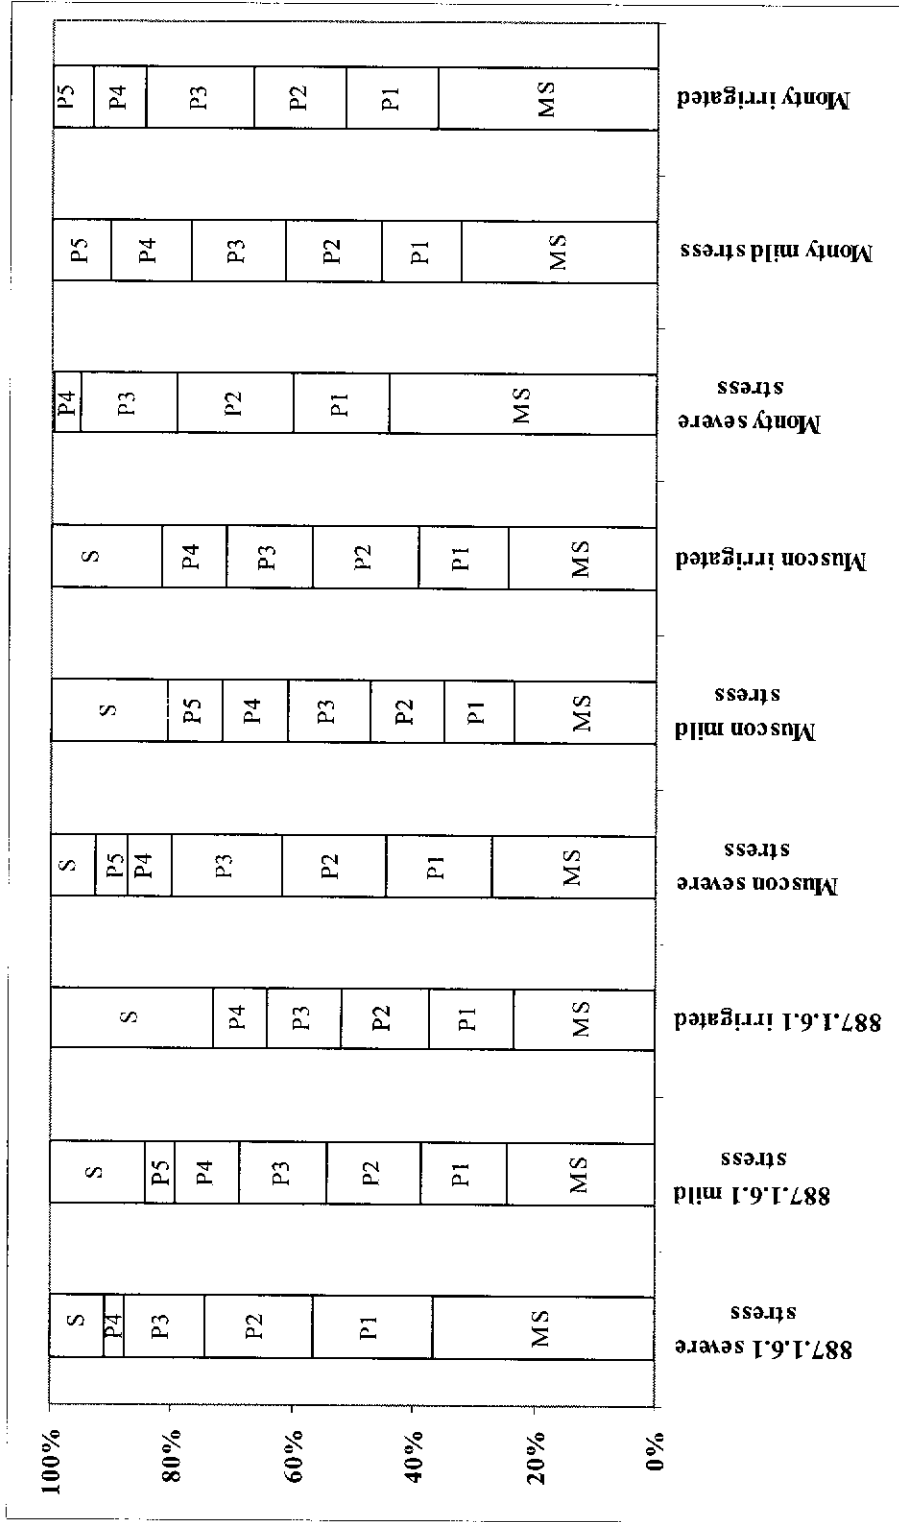 100%
80%
60%
40%
20%
0%
S
P4
P3
P2
P1
MS
S
P5
P4
P3
P2
P1
MS
S
P4
P3
P2
P1
MS
S
P5
P4
P3
P2
P1
MS
S
P5
P4
P3
P2
P1
MS
S
P4
P3
P2
P1
MS
P4
P3
P2
P1
MS
P5
P4
P3
P2
P1
MS
P5
P4
P3
P2
P1
MS
887.1.6.1 severe
stress
887.1.6.1 mild
stress
887.1.6.1 irrigated
Muscon severe
stress
Muscon mild
stress
Muscon irrigated
Monty severe
stress
Monty mild stress
Monty irrigated